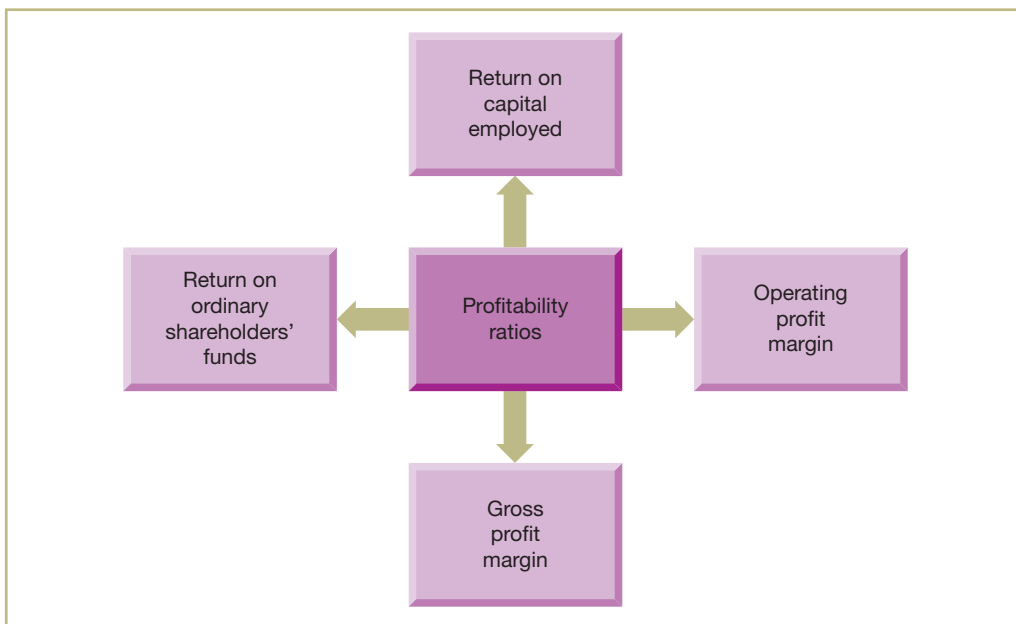 Return on
capital
employed
Return on
ordinary
shareholders’
funds
Profitability
ratios
Operating
profit
margin
Gross
profit
margin